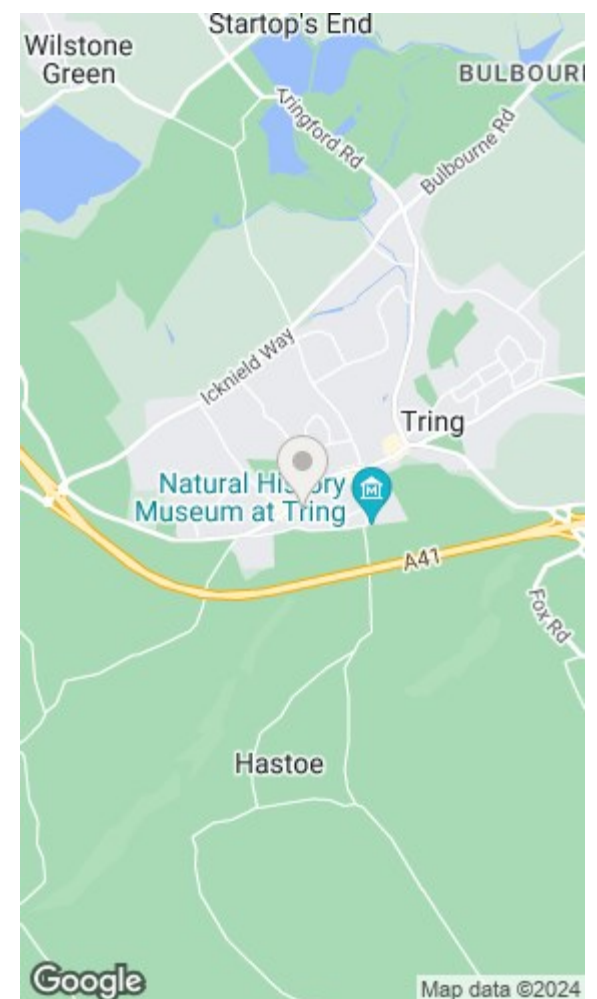 Startop's End
Wilstone
Green
BULBOUR
Tringford Rd
Bulbourne Rd
Icknield Way
Tring
Natural History
Museum at Tring
A41
Fox Rd
Hastoe
Google
Map data ©2024